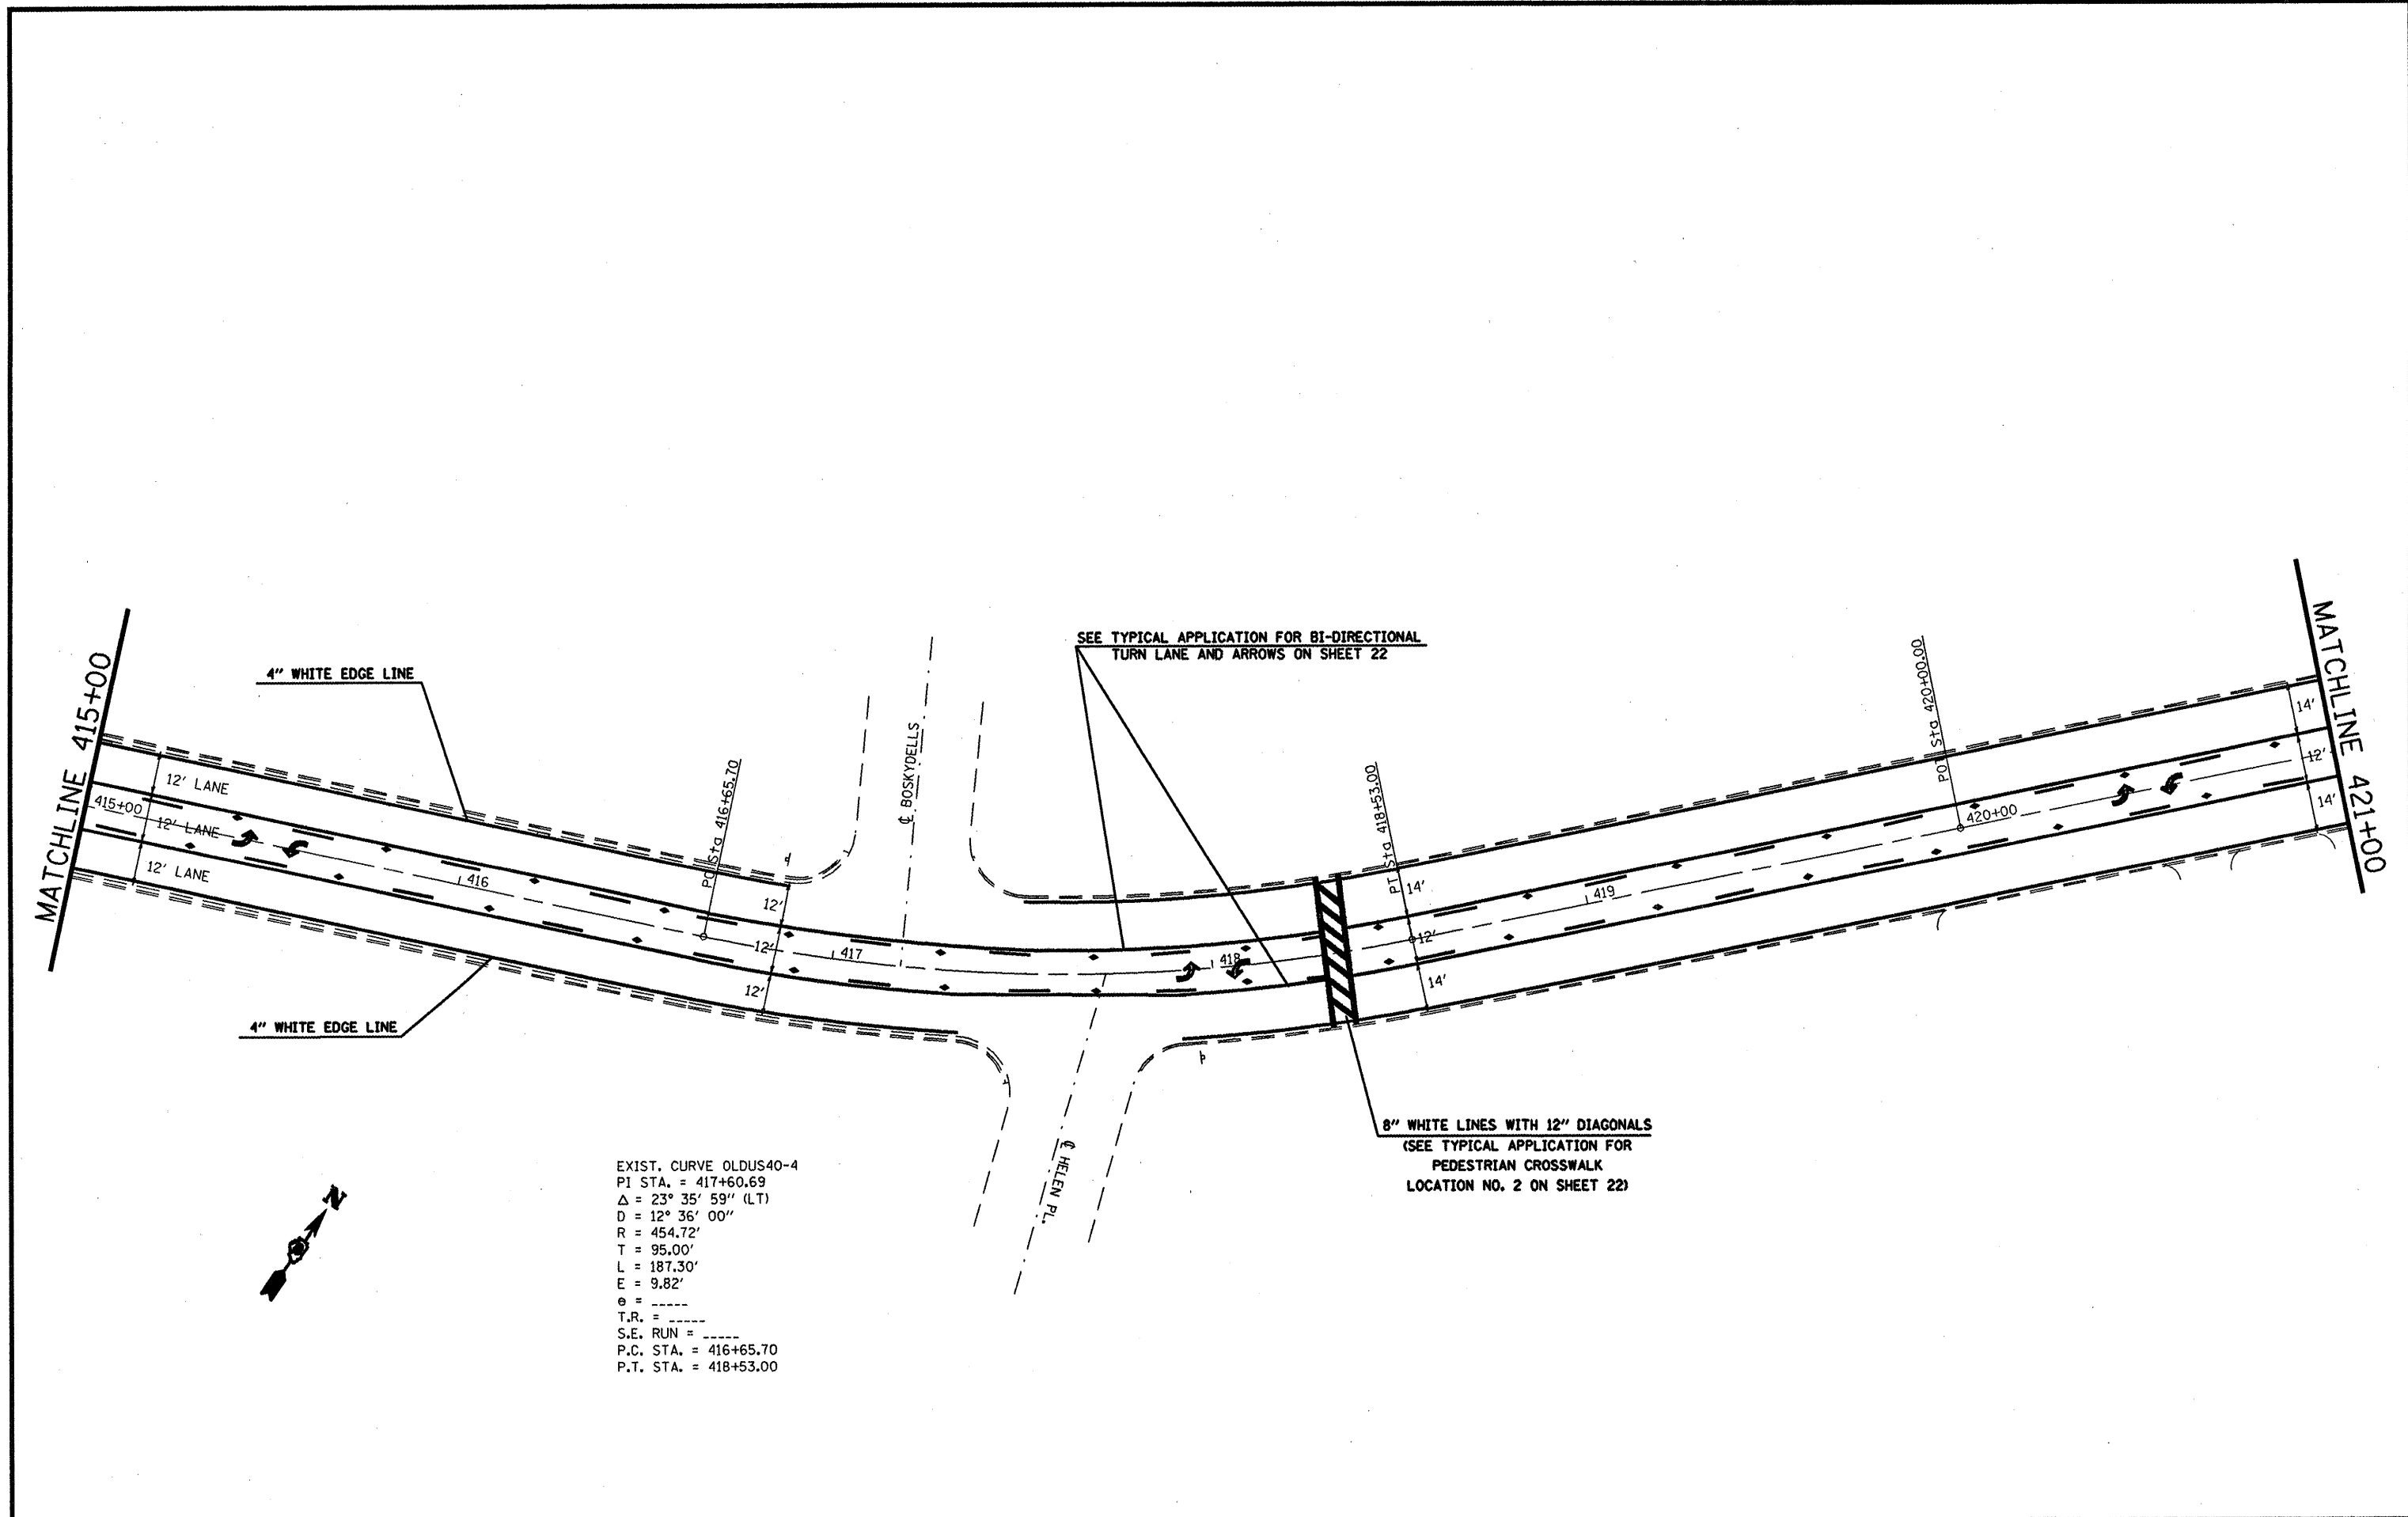 SEE TYPICAL APPLICATION FOR BI-DIRECTIONAL
TURN LANE AND ARROWS ON SHEET 22
4" WHITE EDGE LINE
MATCHLINE 415+00
12' LANE
415+00
12' LANE
12' LANE
416
PC Sta 416+65.70
12'
12'
12'
417
℄ BOSKYDELLS
418
PT Sta 418+53.00
14'
12'
14'
419
POT Sta 420+00.00
420+00
14'
12'
14'
MATCHLINE 421+00
4" WHITE EDGE LINE
℄ HELEN PL.
8" WHITE LINES WITH 12" DIAGONALS
(SEE TYPICAL APPLICATION FOR
PEDESTRIAN CROSSWALK
LOCATION NO. 2 ON SHEET 22)
N
EXIST. CURVE OLDUS40-4
PI STA. = 417+60.69
Δ = 23° 35' 59" (LT)
D = 12° 36' 00"
R = 454.72'
T = 95.00'
L = 187.30'
E = 9.82'
e = _____
T.R. = _____
S.E. RUN = _____
P.C. STA. = 416+65.70
P.T. STA. = 418+53.00